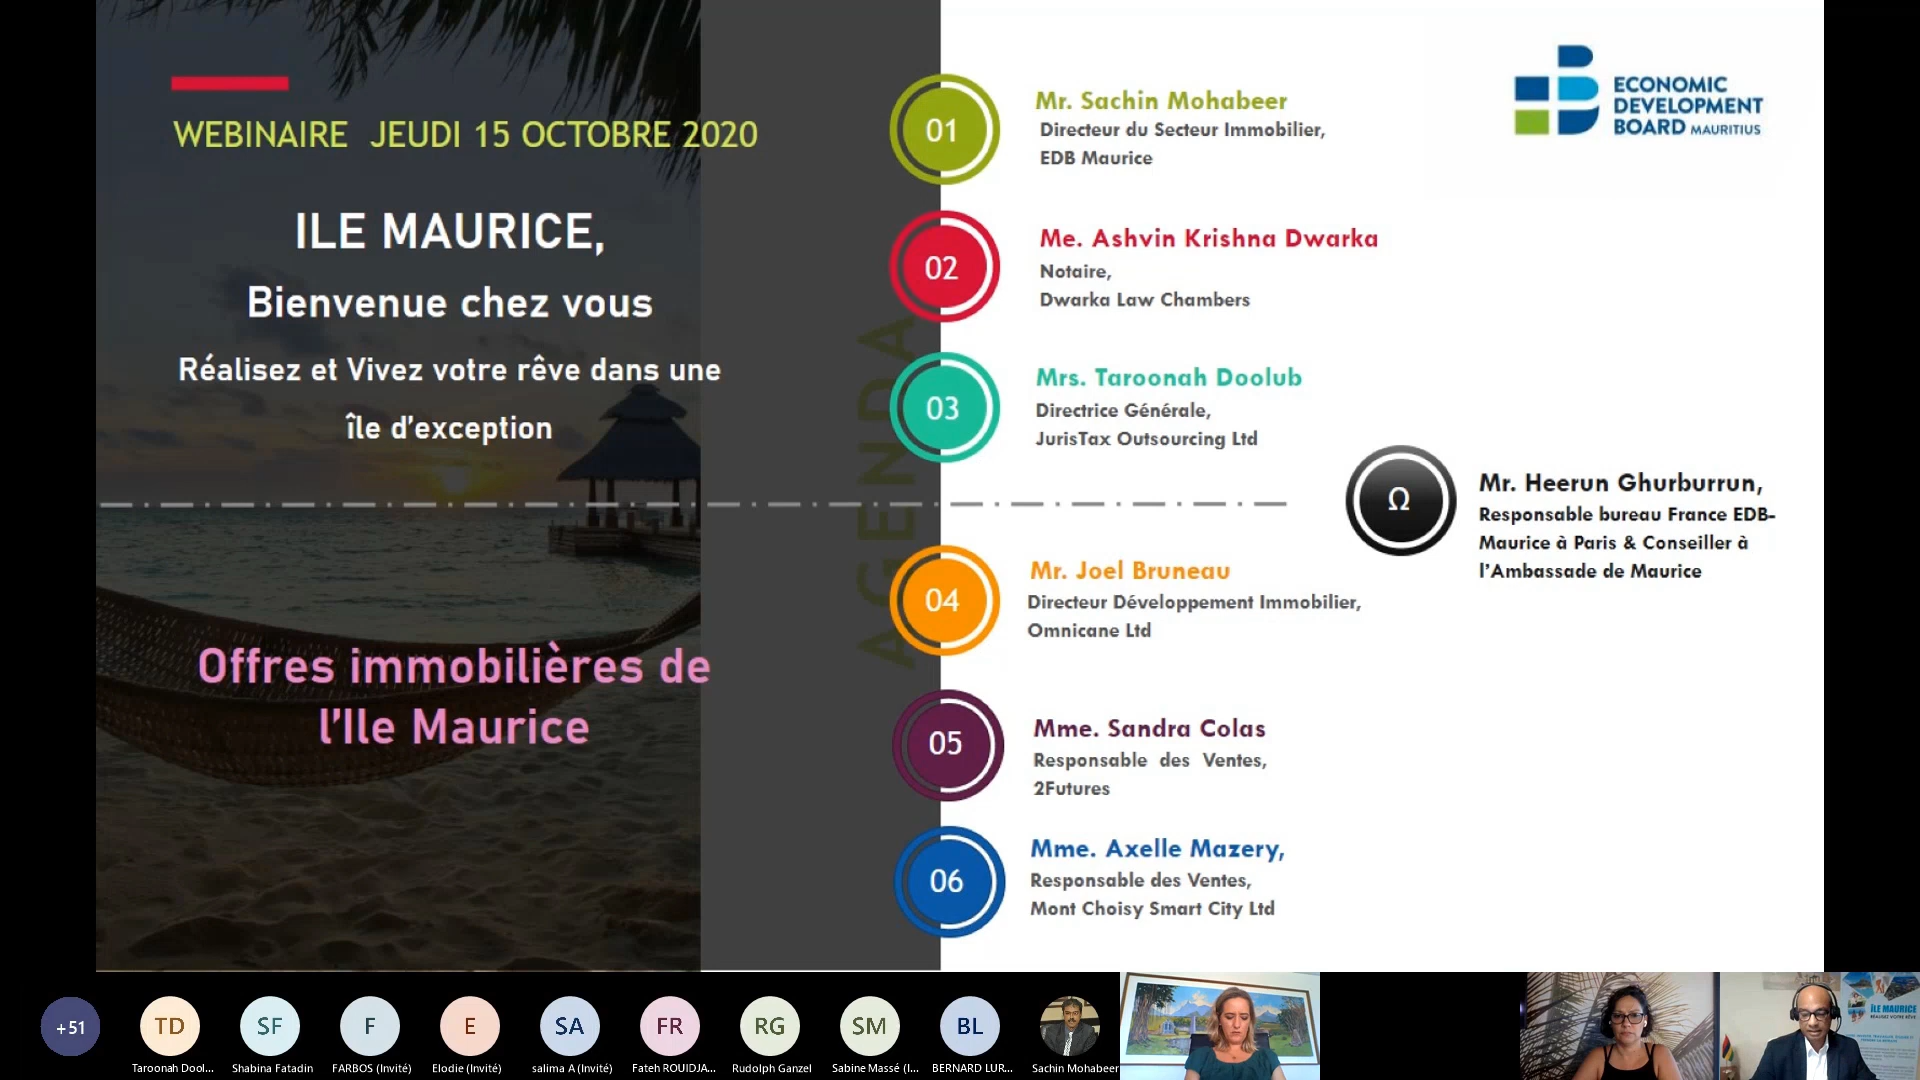 WEBINAIRE JEUDI 15 OCTOBRE 2020
ILE MAURICE,
Bienvenue chez vous
Réalisez et Vivez votre rêve dans une
île d'exception
Offres immobilières de
l'Ile Maurice
AGENDA
01
Mr. Sachin Mohabeer
Directeur du Secteur Immobilier,
EDB Maurice
02
Me. Ashvin Krishna Dwarka
Notaire,
Dwarka Law Chambers
03
Mrs. Taroonah Doolub
Directrice Générale,
JurisTax Outsourcing Ltd
04
Mr. Joel Bruneau
Directeur Développement Immobilier,
Omnicane Ltd
05
Mme. Sandra Colas
Responsable des Ventes,
2Futures
06
Mme. Axelle Mazery,
Responsable des Ventes,
Mont Choisy Smart City Ltd
ECONOMIC
DEVELOPMENT
BOARD MAURITIUS
Ω
Mr. Heerun Ghurburrun,
Responsable bureau France EDB-
Maurice à Paris & Conseiller à
l'Ambassade de Maurice
+51
TD
Taroonah Dool...
SF
Shabina Fatadin
F
FARBOS (Invité)
E
Elodie (Invité)
SA
salima A (Invité)
FR
Fateh ROUIDJA...
RG
Rudolph Ganzel
SM
Sabine Massé (I...
BL
BERNARD LUR...
Sachin Mohabeer
ÎLE MAURICE